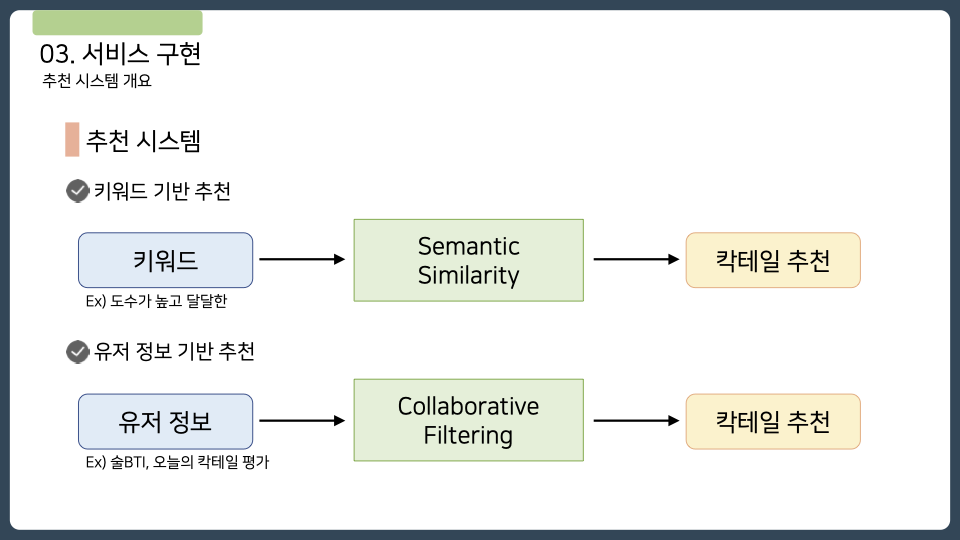 03. 서비스 구현
추천 시스템 개요
추천 시스템
키워드 기반 추천
키워드
Semantic
Similarity
칵테일 추천
Ex) 도수가 높고 달달한
유저 정보 기반 추천
유저 정보
Collaborative
Filtering
칵테일 추천
Ex) 술BTI, 오늘의 칵테일 평가